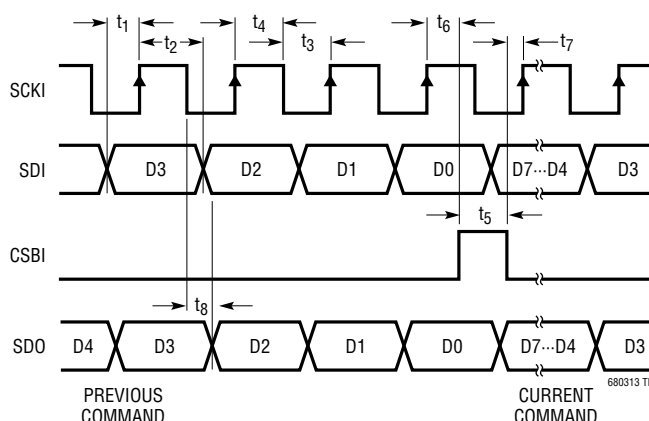 t1 t2 t4 t3 t6 t7
SCKI
SDI D3 D2 D1 D0 D7···D4 D3
t5
CSBI
t8
SDO D4 D3 D2 D1 D0 D7···D4 D3
680313
PREVIOUS COMMAND
CURRENT COMMAND